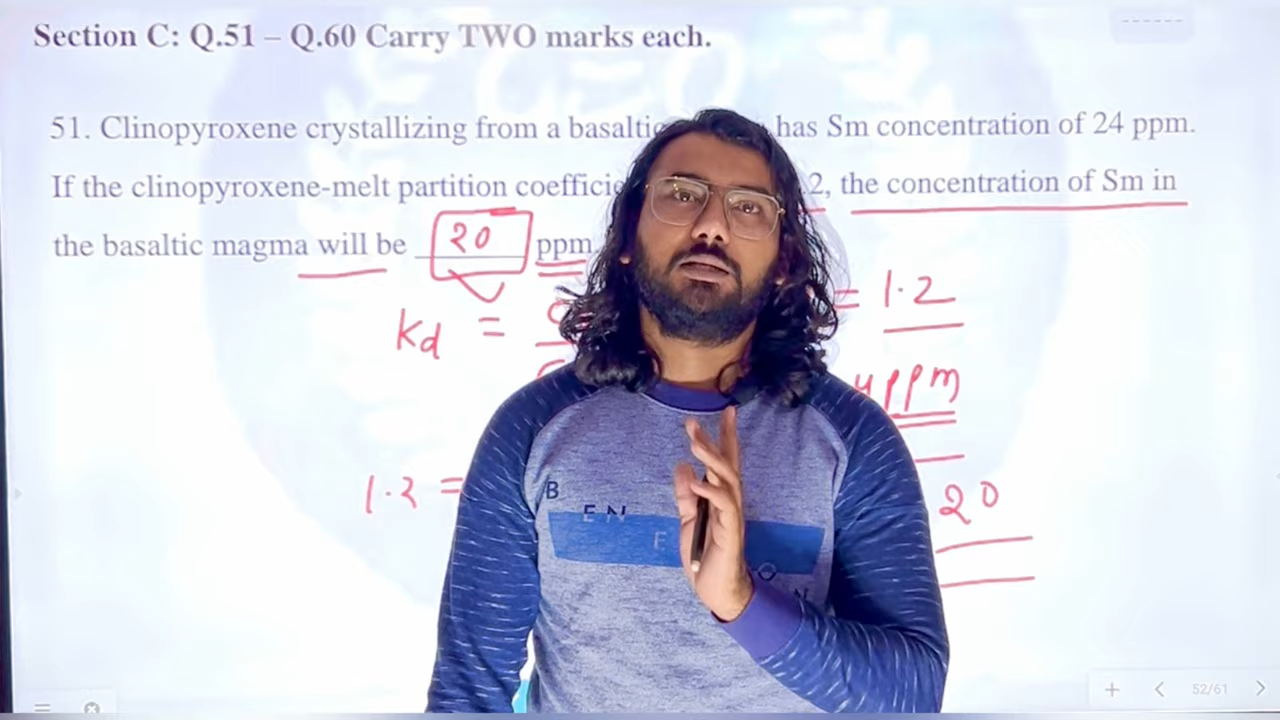 Section C: Q.51 – Q.60 Carry TWO marks each.
51. Clinopyroxene crystallizing from a has Sm concentration of 24 ppm.
If the clinopyroxene-melt partition 2, the concentration of Sm in
the basaltic magma will be 20 ppm
Kd = = 1.2
ppm
1.2 =
20
B
EN
F
O
N
52/61